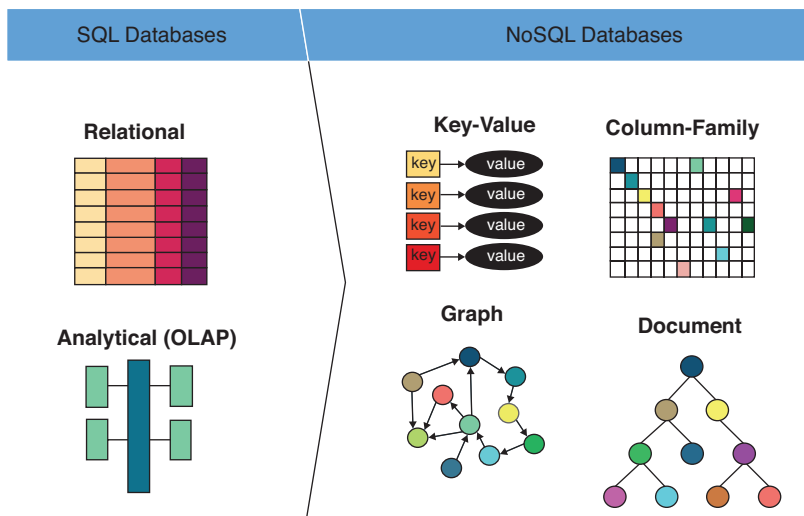 SQL Databases
NoSQL Databases
Relational
Key-Value
Column-Family
key value
key value
key value
key value
Analytical (OLAP)
Graph
Document